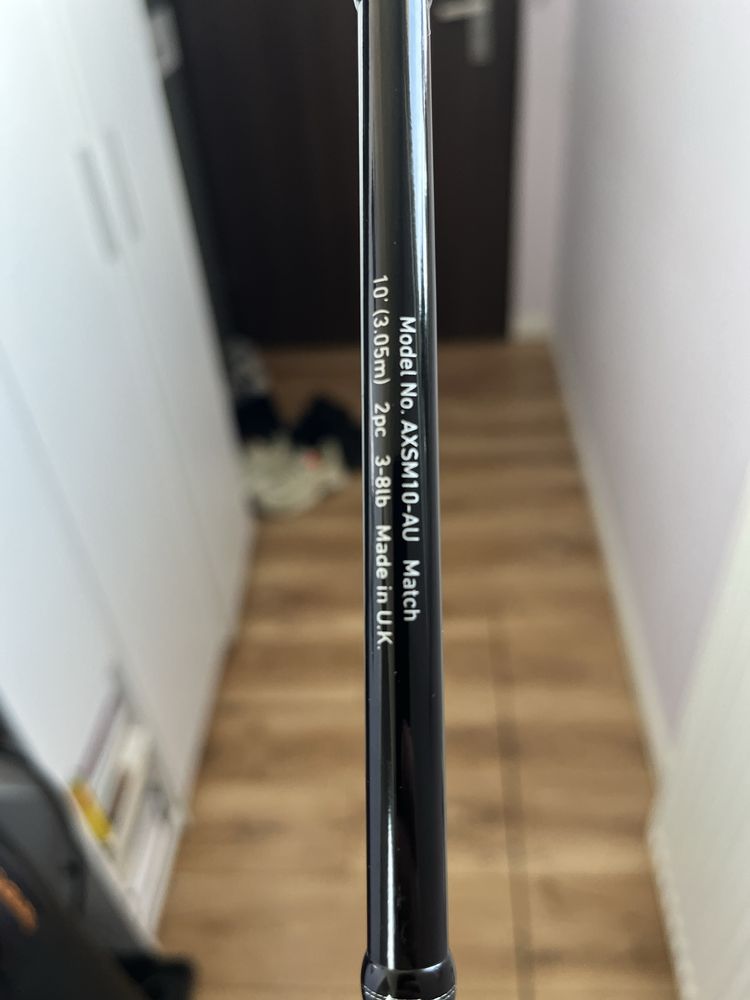 Model No. AXSM10-AU Match
10' (3.05m) 2pc 3-8lb Made in U.K.